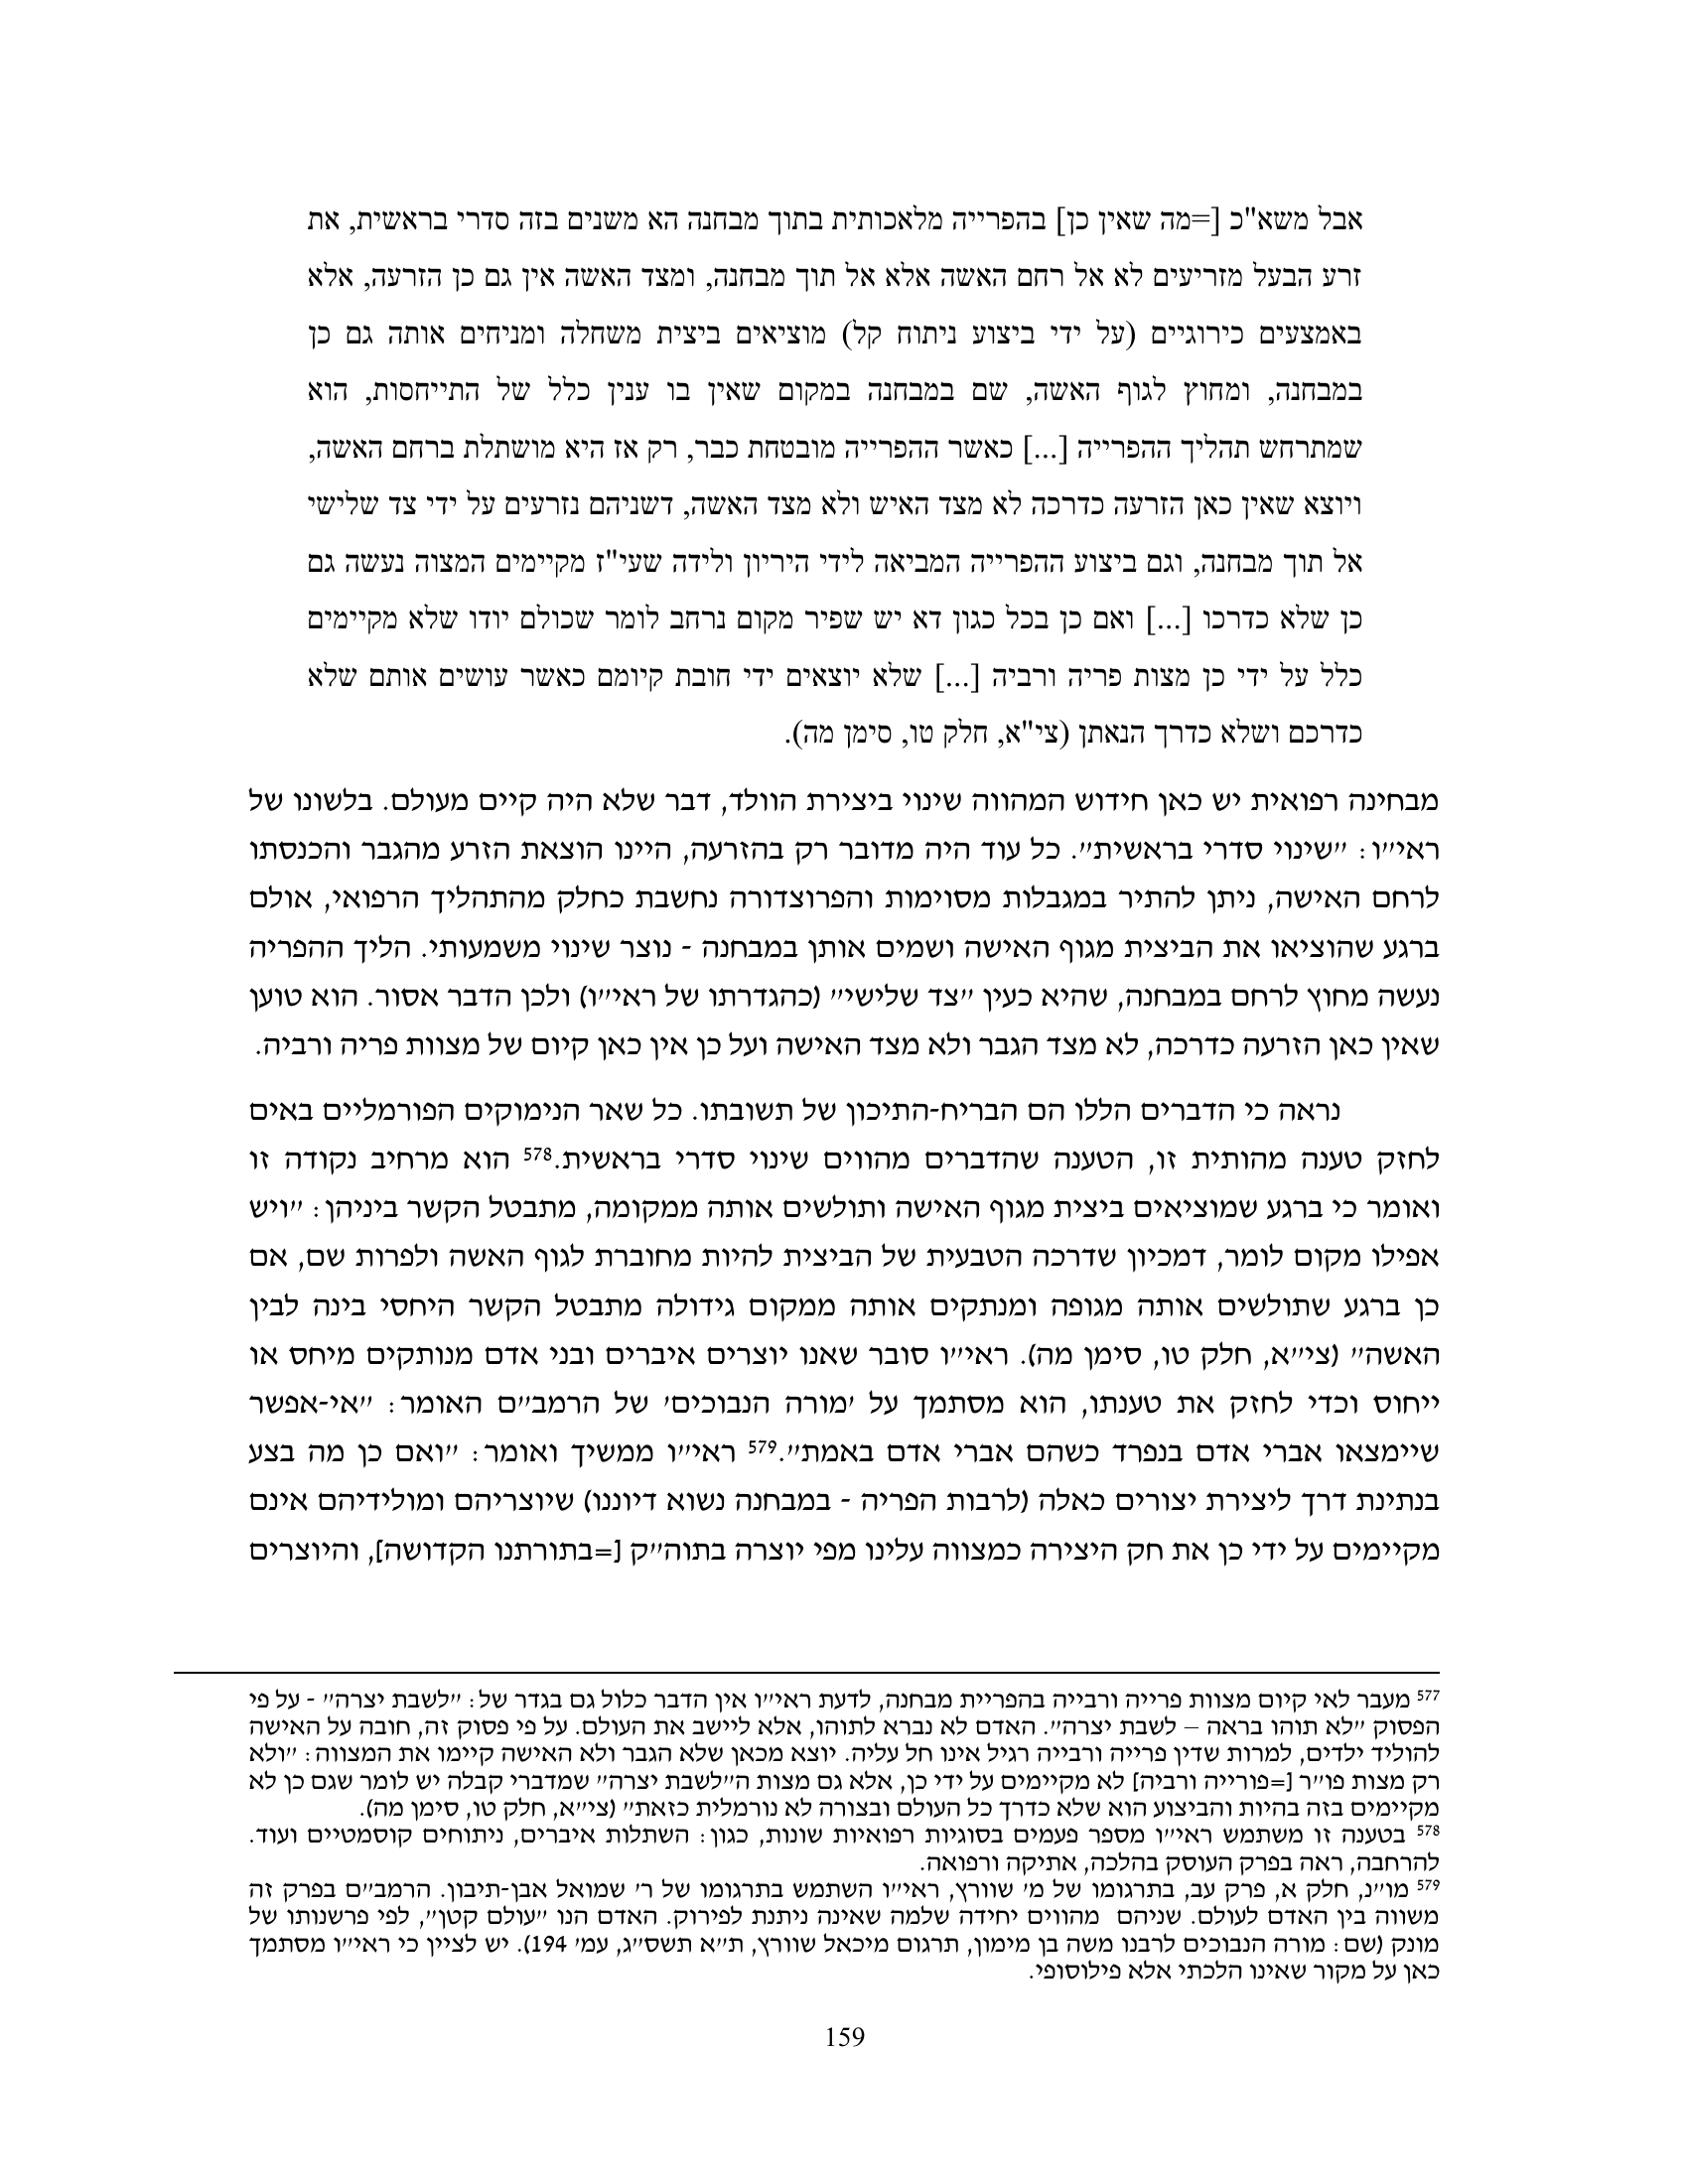 אבל משא"כ [=מה שאין כן] בהפרייה מלאכותית בתוך מבחנה הא משנים בזה סדרי בראשית, את
זרע הבעל מזריעים לא אל רחם האשה אלא אל תוך מבחנה, ומצד האשה אין גם כן הזרעה, אלא
באמצעים כירוגיים (על ידי ביצוע ניתוח קל) מוציאים ביצית משחלה ומניחים אותה גם כן
במבחנה, ומחוץ לגוף האשה, שם במבחנה במקום שאין בו ענין כלל של התייחסות, הוא
שמתרחש תהליך ההפרייה [...] כאשר ההפרייה מובטחת כבר, רק אז היא מושתלת ברחם האשה,
ויוצא שאין כאן הזרעה כדרכה לא מצד האיש ולא מצד האשה, דשניהם נזרעים על ידי צד שלישי
אל תוך מבחנה, וגם ביצוע ההפרייה המביאה לידי היריון ולידה שעי"ז מקיימים המצוה נעשה גם
כן שלא כדרכו [...] ואם כן בכל כגון דא יש שפיר מקום נרחב לומר שכולם יודו שלא מקיימים
כלל על ידי כן מצות פריה ורביה [...] שלא יוצאים ידי חובת קיומם כאשר עושים אותם שלא
כדרכם ושלא כדרך הנאתן (צי"א, חלק טו, סימן מה).
מבחינה רפואית יש כאן חידוש המהווה שינוי ביצירת הוולד, דבר שלא היה קיים מעולם. בלשונו של
ראי״ו: ״שינוי סדרי בראשית״. כל עוד היה מדובר רק בהזרעה, היינו הוצאת הזרע מהגבר והכנסתו
לרחם האישה, ניתן להתיר במגבלות מסוימות והפרוצדורה נחשבת כחלק מהתהליך הרפואי, אולם
ברגע שהוציאו את הביצית מגוף האישה ושמים אותן במבחנה - נוצר שינוי משמעותי. הליך ההפריה
נעשה מחוץ לרחם במבחנה, שהיא כעין ״צד שלישי״ (כהגדרתו של ראי״ו) ולכן הדבר אסור. הוא טוען
שאין כאן הזרעה כדרכה, לא מצד הגבר ולא מצד האישה ועל כן אין כאן קיום של מצוות פריה ורביה.
נראה כי הדברים הללו הם הבריח-התיכון של תשובתו. כל שאר הנימוקים הפורמליים באים
לחזק טענה מהותית זו, הטענה שהדברים מהווים שינוי סדרי בראשית.578 הוא מרחיב נקודה זו
ואומר כי ברגע שמוציאים ביצית מגוף האישה ותולשים אותה ממקומה, מתבטל הקשר ביניהן: ״ויש
אפילו מקום לומר, דמכיון שדרכה הטבעית של הביצית להיות מחוברת לגוף האשה ולפרות שם, אם
כן ברגע שתולשים אותה מגופה ומנתקים אותה ממקום גידולה מתבטל הקשר היחסי בינה לבין
האשה״ (צי״א, חלק טו, סימן מה). ראי״ו סובר שאנו יוצרים איברים ובני אדם מנותקים מיחס או
ייחוס וכדי לחזק את טענתו, הוא מסתמך על ׳מורה הנבוכים׳ של הרמב״ם האומר: ״אי-אפשר
שיימצאו אברי אדם בנפרד כשהם אברי אדם באמת״.579 ראי״ו ממשיך ואומר: ״ואם כן מה בצע
בנתינת דרך ליצירת יצורים כאלה (לרבות הפריה - במבחנה נשוא דיוננו) שיוצריהם ומולידיהם אינם
מקיימים על ידי כן את חק היצירה כמצווה עלינו מפי יוצרה בתוה״ק [=בתורתנו הקדושה], והיוצרים
577 מעבר לאי קיום מצוות פרייה ורבייה בהפריית מבחנה, לדעת ראי״ו אין הדבר כלול גם בגדר של: ״לשבת יצרה״ - על פי
הפסוק ״לא תוהו בראה – לשבת יצרה״. האדם לא נברא לתוהו, אלא ליישב את העולם. על פי פסוק זה, חובה על האישה
להוליד ילדים, למרות שדין פרייה ורבייה רגיל אינו חל עליה. יוצא מכאן שלא הגבר ולא האישה קיימו את המצווה: ״ולא
רק מצות פו״ר [=פורייה ורביה] לא מקיימים על ידי כן, אלא גם מצות ה״לשבת יצרה״ שמדברי קבלה יש לומר שגם כן לא
מקיימים בזה בהיות והביצוע הוא שלא כדרך כל העולם ובצורה לא נורמלית כזאת״ (צי״א, חלק טו, סימן מה).
578 בטענה זו משתמש ראי״ו מספר פעמים בסוגיות רפואיות שונות, כגון: השתלות איברים, ניתוחים קוסמטיים ועוד.
להרחבה, ראה בפרק העוסק בהלכה, אתיקה ורפואה.
579 מו״נ, חלק א, פרק עב, בתרגומו של מ׳ שוורץ, ראי״ו השתמש בתרגומו של ר׳ שמואל אבן-תיבון. הרמב״ם בפרק זה
משווה בין האדם לעולם. שניהם מהווים יחידה שלמה שאינה ניתנת לפירוק. האדם הנו ״עולם קטן״, לפי פרשנותו של
מונק (שם: מורה הנבוכים לרבנו משה בן מימון, תרגום מיכאל שוורץ, ת״א תשס״ג, עמ׳ 194). יש לציין כי ראי״ו מסתמך
כאן על מקור שאינו הלכתי אלא פילוסופי.
159